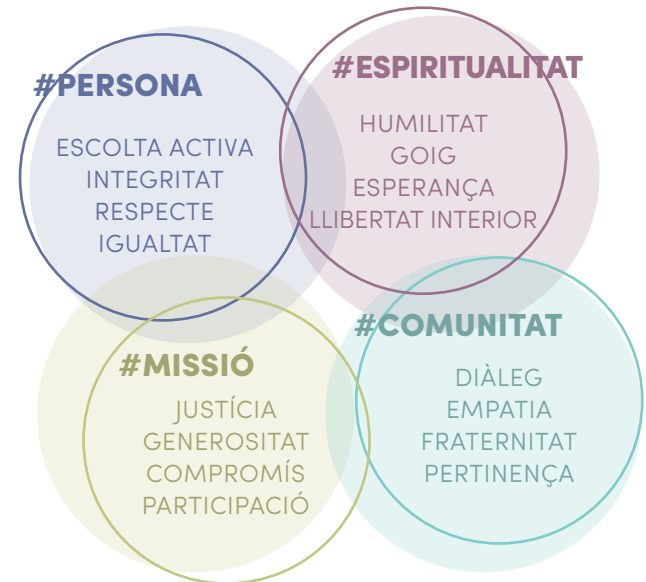 #PERSONA
ESCOLTA ACTIVA
INTEGRITAT
RESPECTE
IGUALTAT
#ESPIRITUALITAT
HUMILITAT
GOIG
ESPERANÇA
LLIBERTAT INTERIOR
#MISSIÓ
JUSTÍCIA
GENEROSITAT
COMPROMÍS
PARTICIPACIÓ
#COMUNITAT
DIÀLEG
EMPATIA
FRATERNITAT
PERTINENÇA